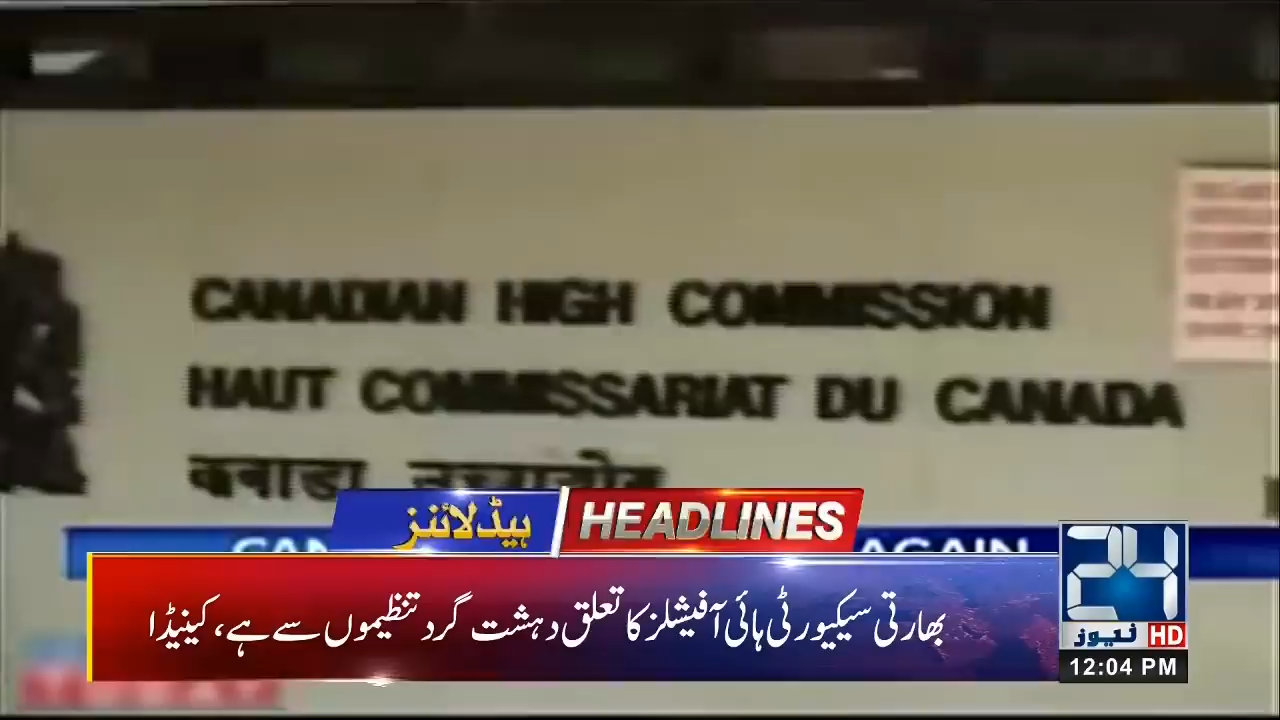 CANADIAN HIGH COMMISSION
HAUT COMMISSARIAT DU CANADA
ہیڈلائنز HEADLINES
AGAIN
بھارتی سیکیورٹی ہائی آفیشلز کا تعلق دہشت گرد تنظیموں سے ہے، کینیڈا
24
نیوز HD
12:04 PM